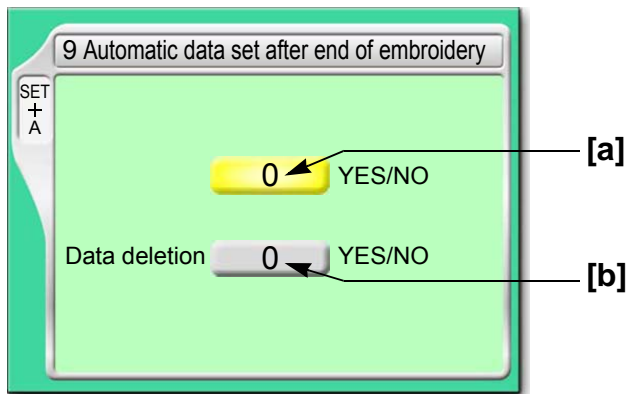 9 Automatic data set after end of embroidery
SET
+
A
0 YES/NO
[a]
Data deletion 0 YES/NO
[b]